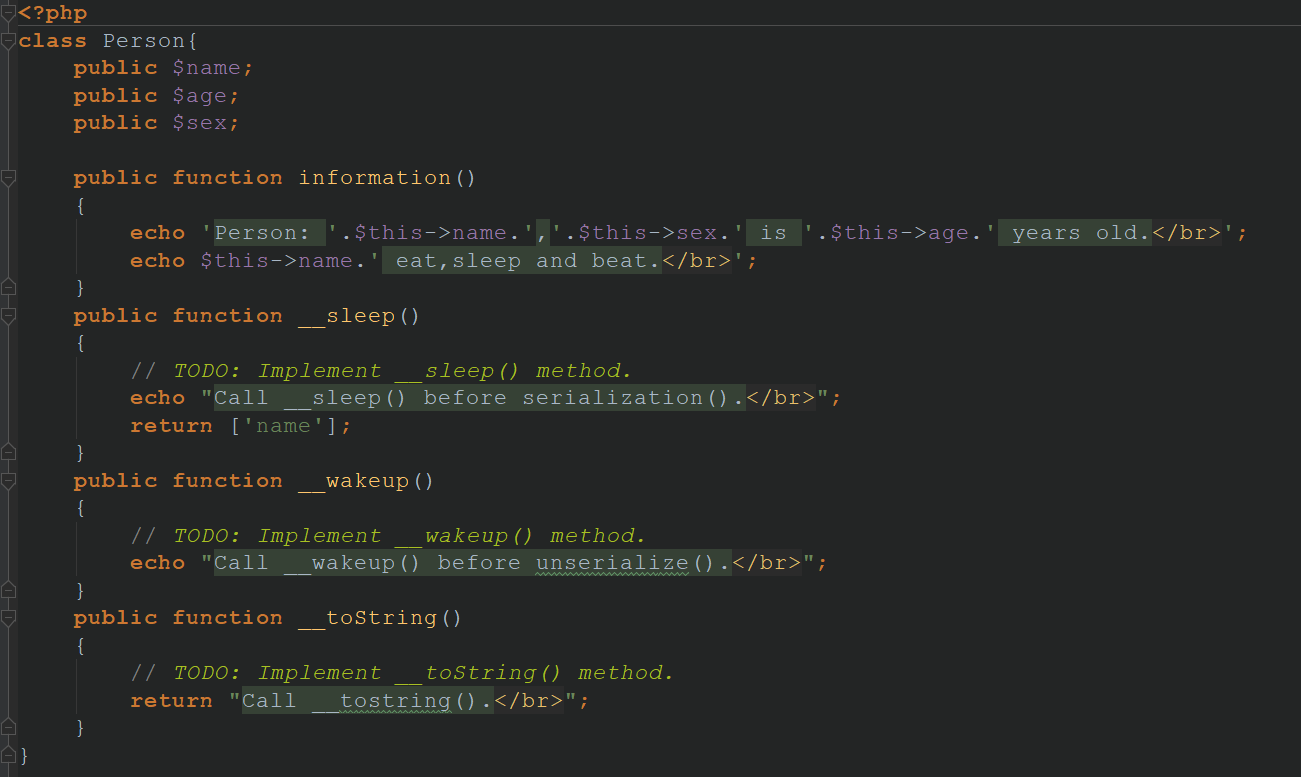 <?php
class Person{
    public $name;
    public $age;
    public $sex;

    public function information()
    {
        echo 'Person: '.$this->name.','.$this->sex.' is '.$this->age.' years old.</br>';
        echo $this->name.' eat,sleep and beat.</br>';
    }
    public function __sleep()
    {
        // TODO: Implement __sleep() method.
        echo "Call __sleep() before serialization().</br>";
        return ['name'];
    }
    public function __wakeup()
    {
        // TODO: Implement __wakeup() method.
        echo "Call __wakeup() before unserialize().</br>";
    }
    public function __toString()
    {
        // TODO: Implement __toString() method.
        return "Call __tostring().</br>";
    }
}